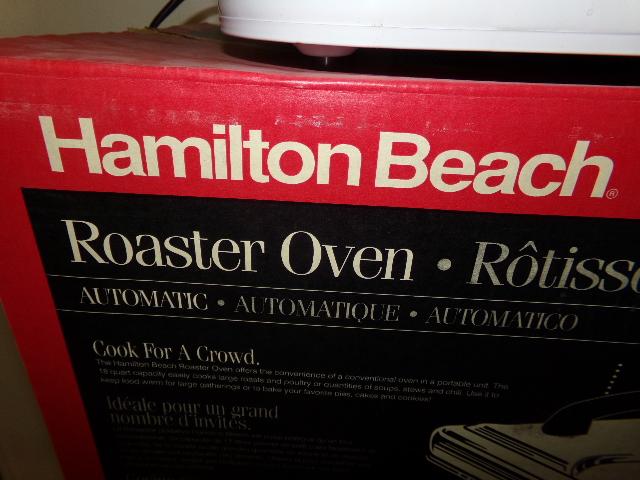 Hamilton Beach®
Roaster Oven • Rôtiss
AUTOMATIC • AUTOMATIQUE • AUTOMATICO
Cook For A Crowd.
The Hamilton Beach Roaster Oven offers the convenience of a conventional oven in a portable unit. The
18 quart capacity easily cooks large roasts and poultry or quantities of soups, stews and chili. Use it to
keep food warm for large gatherings or to bake your favorite pies, cakes and cookies!
Idéale pour un grand
nombre d'invités.